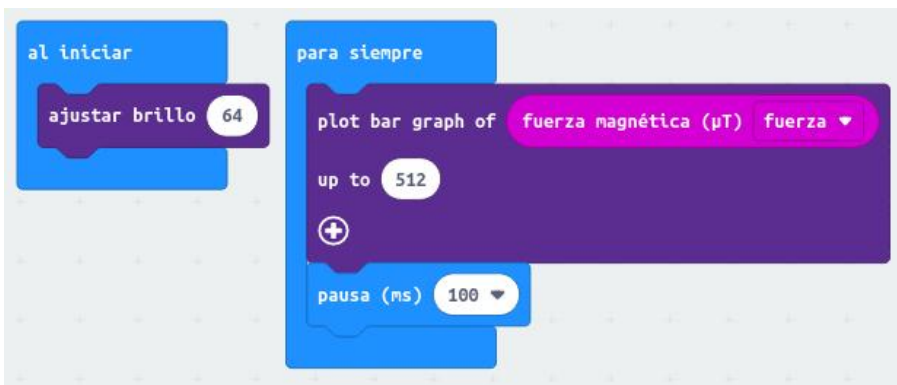 al iniciar
ajustar brillo 64
para siempre
plot bar graph of fuerza magnética (µT) fuerza
up to 512
pausa (ms) 100